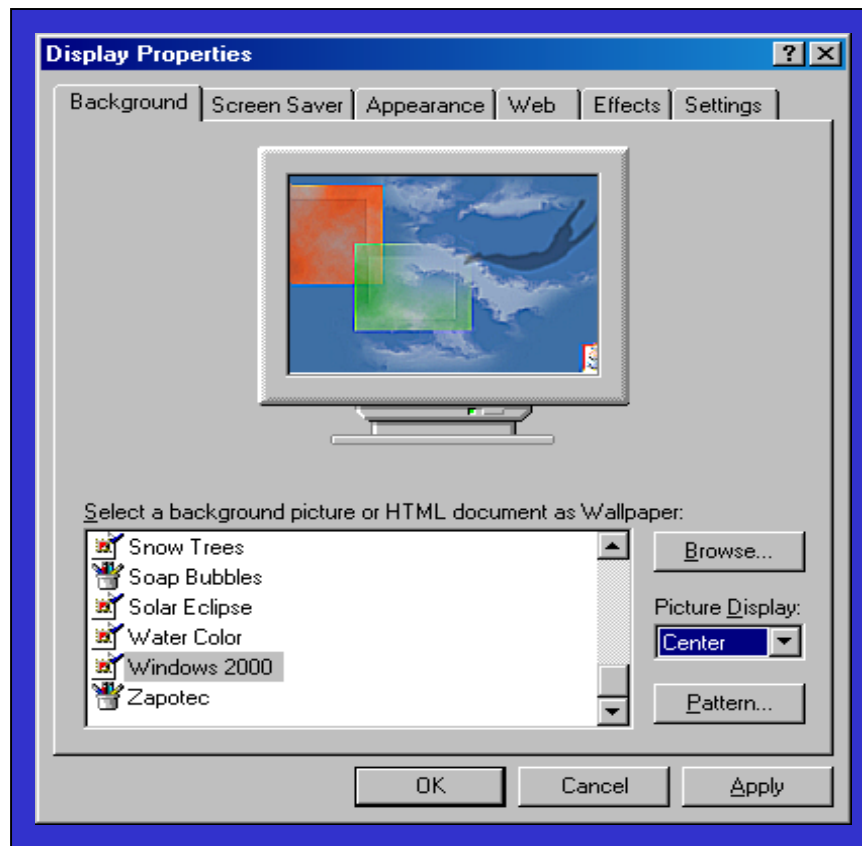 Display Properties
Background Screen Saver Appearance Web Effects Settings
Select a background picture or HTML document as Wallpaper:
Snow Trees
Soap Bubbles
Solar Eclipse
Water Color
Windows 2000
Zapotec
Browse...
Picture Display:
Center
Pattern...
OK Cancel Apply